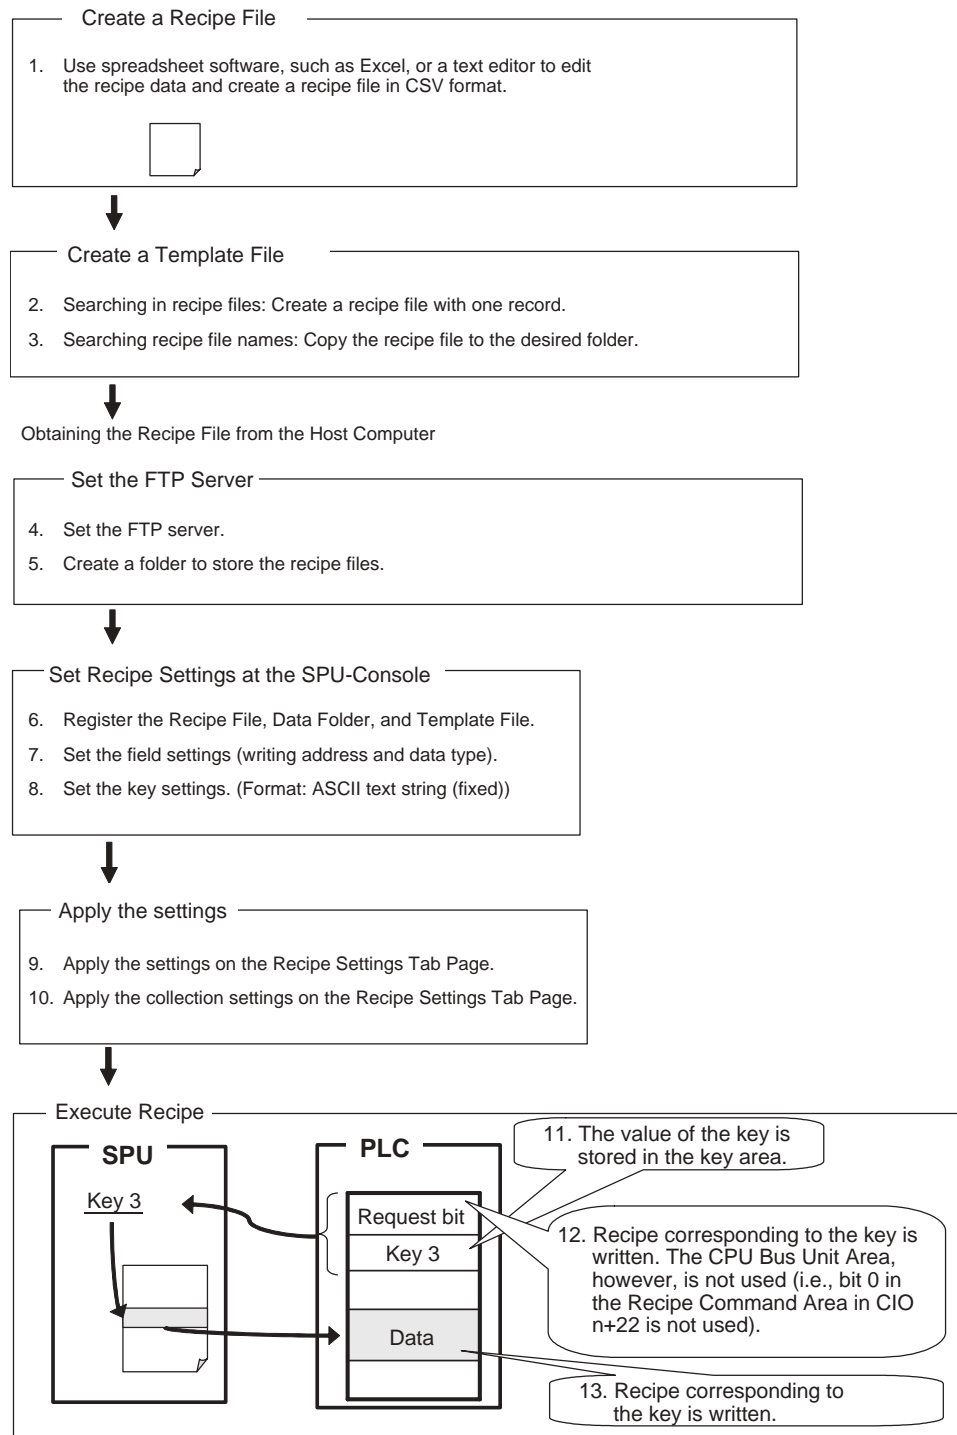 Create a Recipe File
1. Use spreadsheet software, such as Excel, or a text editor to edit
the recipe data and create a recipe file in CSV format.
Create a Template File
2. Searching in recipe files: Create a recipe file with one record.
3. Searching recipe file names: Copy the recipe file to the desired folder.
Obtaining the Recipe File from the Host Computer
Set the FTP Server
4. Set the FTP server.
5. Create a folder to store the recipe files.
Set Recipe Settings at the SPU-Console
6. Register the Recipe File, Data Folder, and Template File.
7. Set the field settings (writing address and data type).
8. Set the key settings. (Format: ASCII text string (fixed))
Apply the settings
9. Apply the settings on the Recipe Settings Tab Page.
10. Apply the collection settings on the Recipe Settings Tab Page.
Execute Recipe
SPU
Key 3
PLC
Request bit
Key 3
Data
11. The value of the key is
stored in the key area.
12. Recipe corresponding to the key is
written. The CPU Bus Unit Area,
however, is not used (i.e., bit 0 in
the Recipe Command Area in CIO
n+22 is not used).
13. Recipe corresponding to
the key is written.